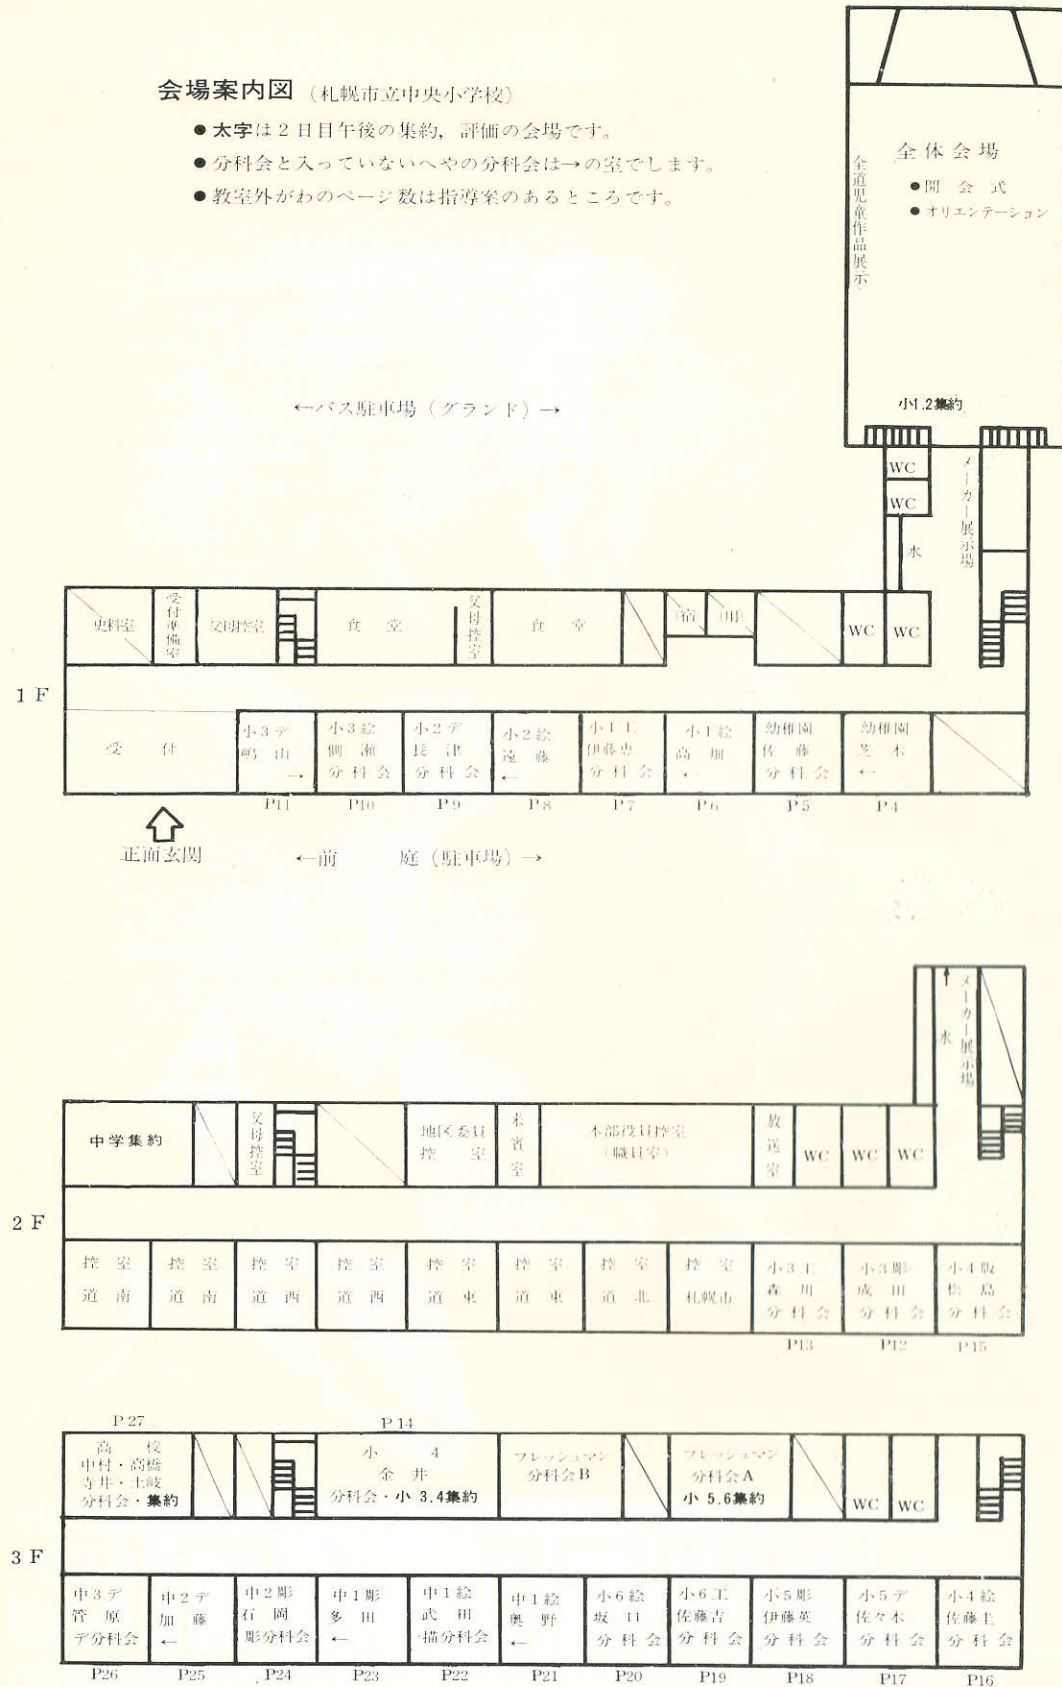 会場案内図 (札幌市立中央小学校)
●太字は2日目午後の集約，評価の会場です。
●分科会と入っていないへやの分科会は→の室でします。
●教室外がわのページ数は指導案のあるところです。
全道児童作品展示
全体会場
●開会式
●オリエンテーション
小1.2集約
←バス駐車場（グランド）→
WC
WC
水
メーカー展示場
1F
史料室
受付準備室
父母控室
食堂
父母控室
食堂
(宿)
(用)
WC
WC
受付
小3デ
鴫山
→
P11
小3絵
側瀬
分科会
P10
小2デ
長津
分科会
P9
小2絵
遠藤
←
P8
小1工
伊藤恵
分科会
P7
小1絵
高畑
←
P6
幼稚園
佐藤
分科会
P5
幼稚園
芝木
←
P4
正面玄関
←前　庭（駐車場）→
メーカー展示場
水
2F
中学集約
父母控室
地区委員
控室
来賓室
本部役員控室
（職員室）
放送室
WC
WC
WC
控室
道南
控室
道南
控室
道西
控室
道西
控室
道東
控室
道東
控室
道北
控室
札幌市
小3工
森川
分科会
P13
小3彫
成田
分科会
P12
小4版
松島
分科会
P15
3F
P27
高校
中村・高橋
寺井・土岐
分科会・集約
P14
小4
金井
分科会・小3.4集約
フレッシュマン
分科会B
フレッシュマン
分科会A
小5.6集約
WC
WC
中3デ
管原
デ分科会
P26
中2デ
加藤
←
P25
中2彫
石岡
彫分科会
P24
中1彫
多田
←
P23
中1絵
武田
描分科会
P22
中1絵
奥野
←
P21
小6絵
坂口
分科会
P20
小6工
佐藤吉
分科会
P19
小5彫
伊藤英
分科会
P18
小5デ
佐々木
分科会
P17
小4絵
佐藤圭
分科会
P16